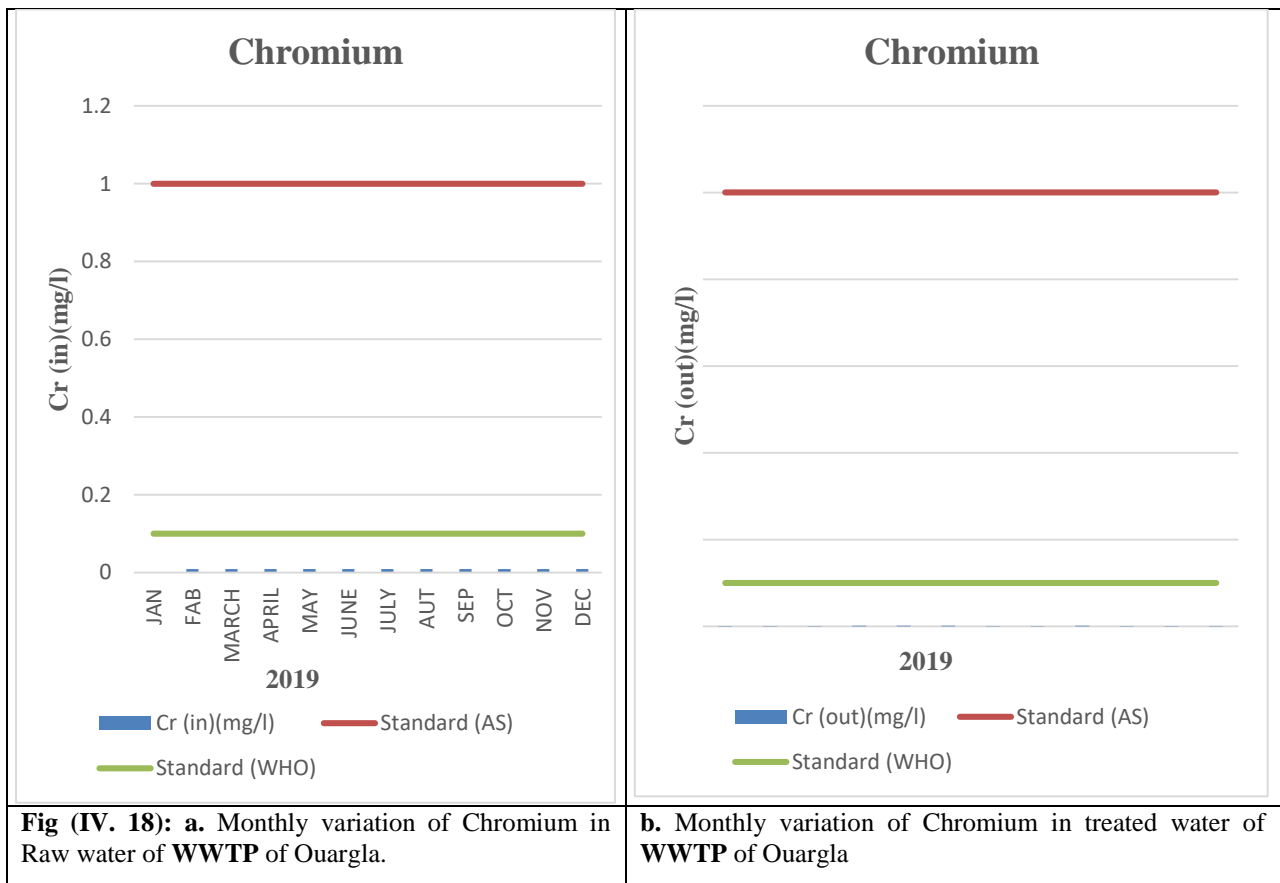 Chromium
Cr (in)(mg/l)
1.2
1
0.8
0.6
0.4
0.2
0
JAN
FAB
MARCH
APRIL
MAY
JUNE
JULY
AUT
SEP
OCT
NOV
DEC
2019
Cr (in)(mg/l)
Standard (AS)
Standard (WHO)
Fig (IV. 18): a. Monthly variation of Chromium in
Raw water of WWTP of Ouargla.
Chromium
Cr (out)(mg/l)
2019
Cr (out)(mg/l)
Standard (AS)
Standard (WHO)
b. Monthly variation of Chromium in treated water of
WWTP of Ouargla